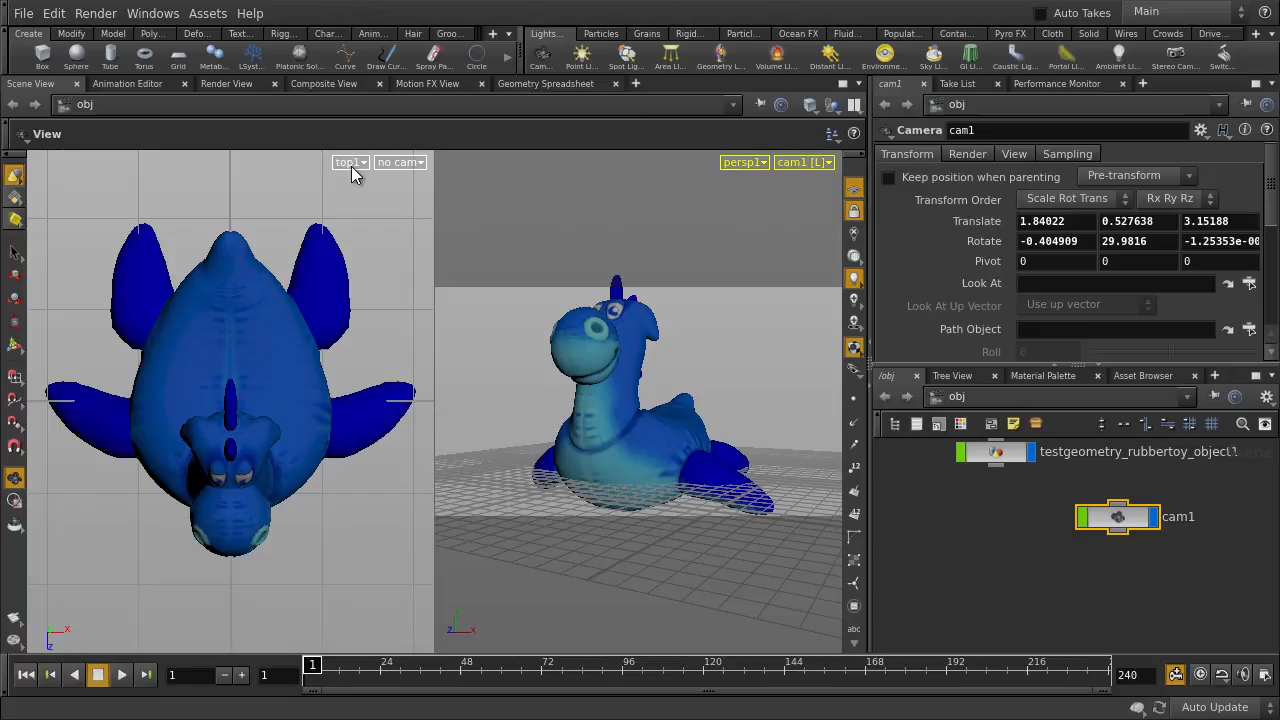 File Edit Render Windows Assets Help Auto Takes Main
Create Modify Model Poly... Defo... Text... Rigg... Char... Anim... Hair Groo... Lights... Particles Grains Rigid... Particl... Ocean FX Fluid... Populat... Contai... Pyro FX Cloth Solid Wires Crowds Drive...
Box Sphere Tube Torus Grid Metab... LSyst... Platonic Sol... Curve Draw Cur... Spray Pa... Circle Cam... Point Li... Spot Lig... Area Li... Geometry L... Volume Li... Distant Li... Environme... Sky Li... GI Li... Caustic Lig... Portal Li... Ambient Li... Stereo Cam... Switc...
Scene View Animation Editor Render View Composite View Motion FX View Geometry Spreadsheet cam1 Take List Performance Monitor
obj obj
View Camera cam1
top1 no cam persp1 cam1 [L]
Transform Render View Sampling
Keep position when parenting Pre-transform
Transform Order Scale Rot Trans Rx Ry Rz
Translate 1.84022 0.527638 3.15188
Rotate -0.404909 29.9816 -1.25353e-00
Pivot 0 0 0
Look At
Look At Up Vector Use up vector
Path Object
Roll 0
/obj Tree View Material Palette Asset Browser
obj
testgeometry_rubbertoy_object1
cam1
12
12
abc
x z y z x
1 1 1 24 48 72 96 120 144 168 192 216 240
Auto Update